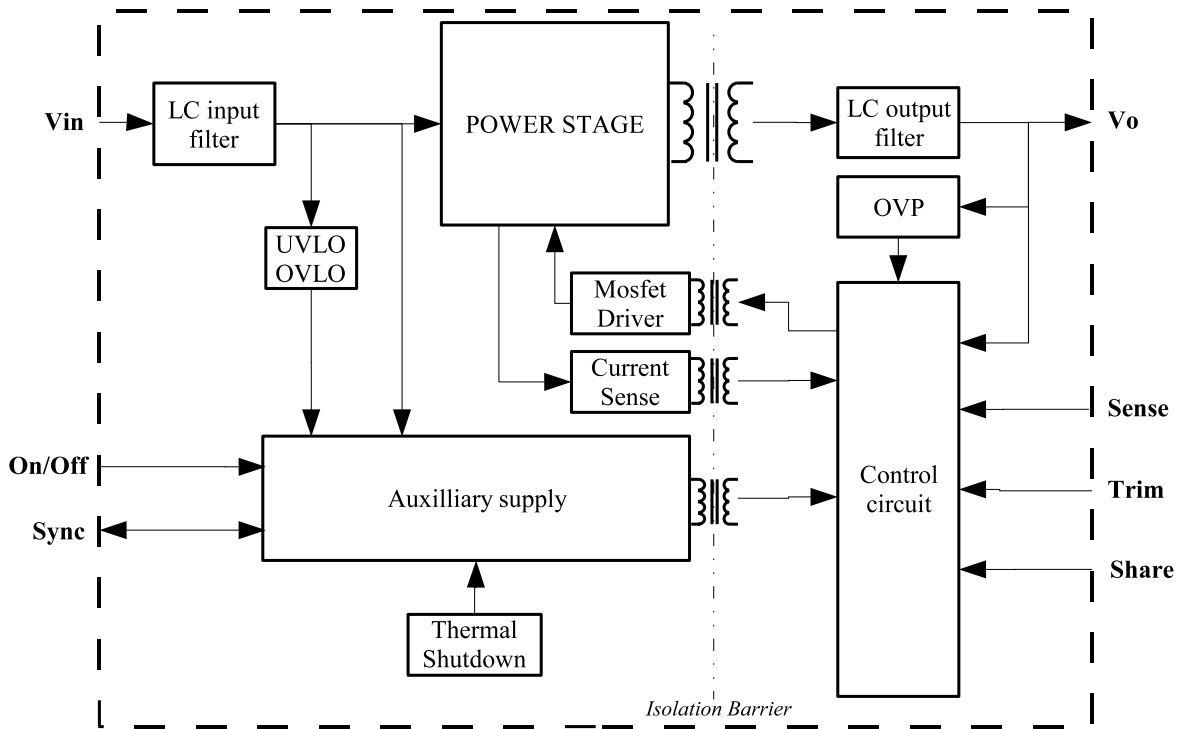 Vin
LC input
filter
POWER STAGE
LC output
filter
Vo
OVP
UVLO
OVLO
Mosfet
Driver
Current
Sense
Sense
On/Off
Auxilliary supply
Control
circuit
Trim
Sync
Share
Thermal
Shutdown
Isolation Barrier